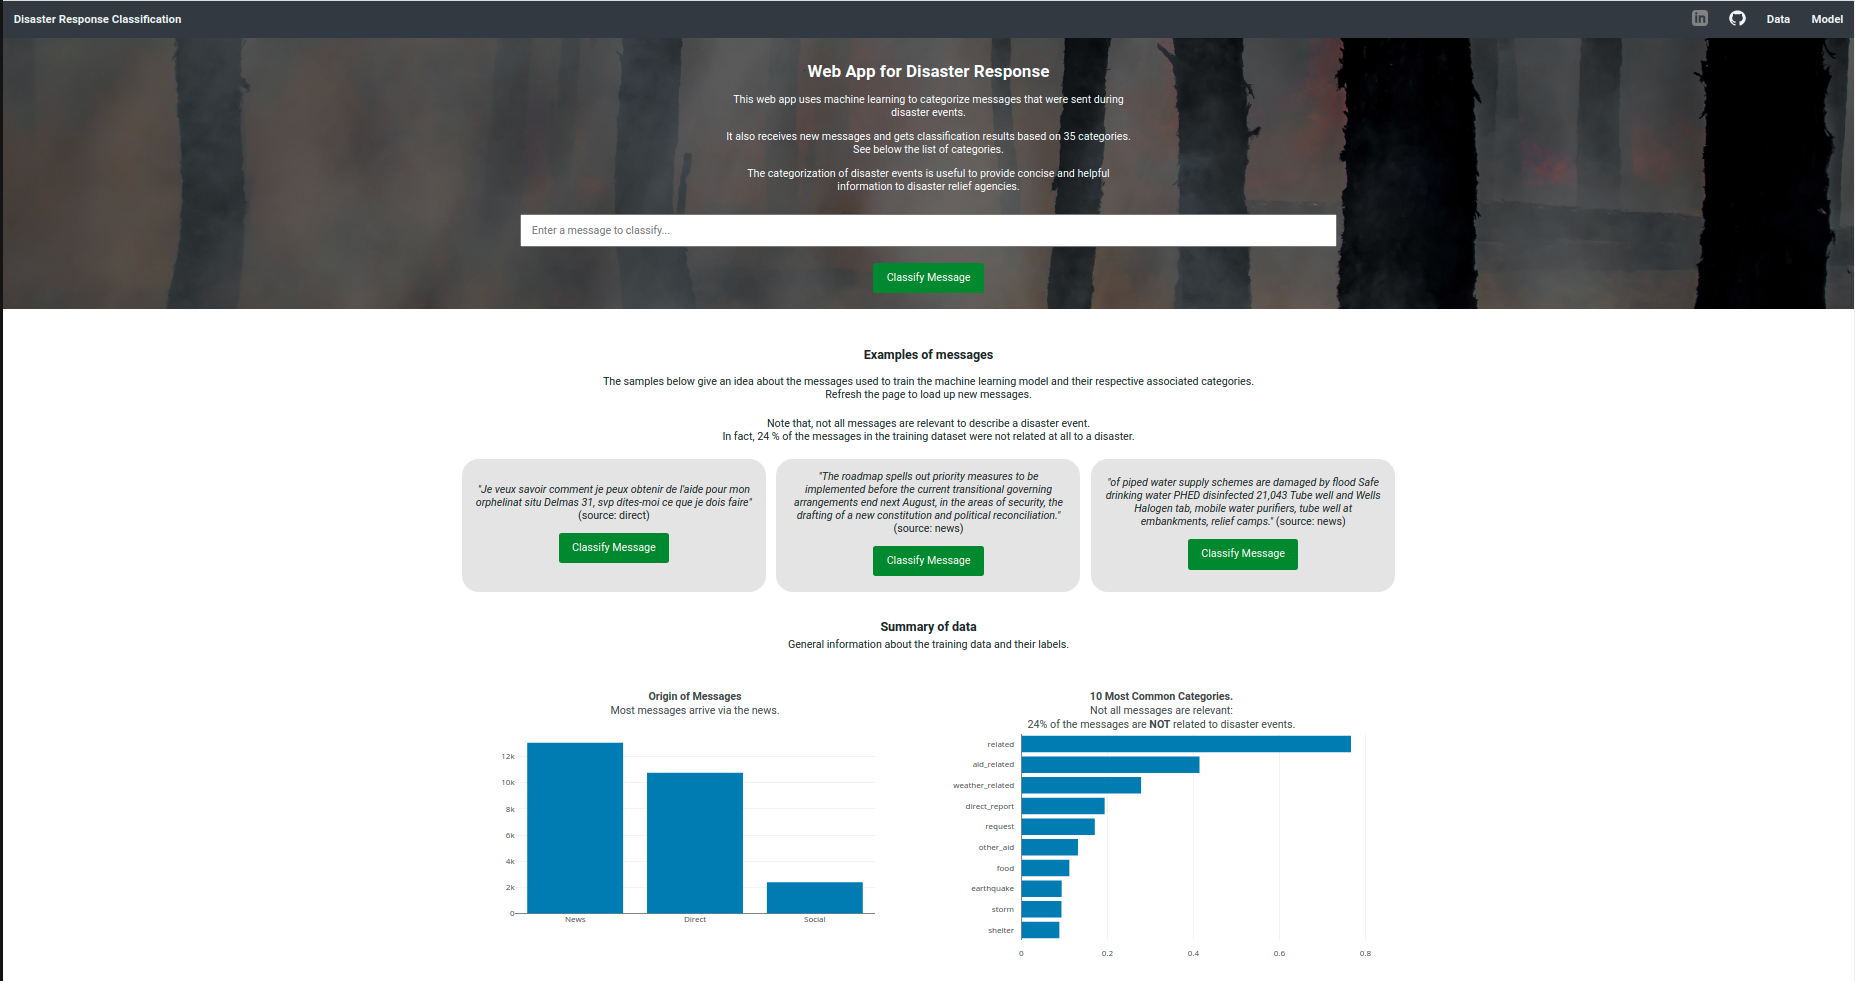 Disaster Response Classification
in
Data
Model
Web App for Disaster Response
This web app uses machine learning to categorize messages that were sent during
disaster events.
It also receives new messages and gets classification results based on 35 categories.
See below the list of categories.
The categorization of disaster events is useful to provide concise and helpful
information to disaster relief agencies.
Enter a message to classify...
Classify Message
Examples of messages
The samples below give an idea about the messages used to train the machine learning model and their respective associated categories.
Refresh the page to load up new messages.
Note that, not all messages are relevant to describe a disaster event.
In fact, 24 % of the messages in the training dataset were not related at all to a disaster.
"Je veux savoir comment je peux obtenir de l'aide pour mon
orphelinat situ Delmas 31, svp dites-moi ce que je dois faire"
(source: direct)
Classify Message
"The roadmap spells out priority measures to be
implemented before the current transitional governing
arrangements end next August, in the areas of security, the
drafting of a new constitution and political reconciliation."
(source: news)
Classify Message
"of piped water supply schemes are damaged by flood Safe
drinking water PHED disinfected 21,043 Tube well and Wells
Halogen tab, mobile water purifiers, tube well at
embankments, relief camps." (source: news)
Classify Message
Summary of data
General information about the training data and their labels.
Origin of Messages
Most messages arrive via the news.
12k
10k
8k
6k
4k
2k
0
News
Direct
Social
10 Most Common Categories.
Not all messages are relevant:
24% of the messages are NOT related to disaster events.
related
aid_related
weather_related
direct_report
request
other_aid
food
earthquake
storm
shelter
0
0.2
0.4
0.6
0.8